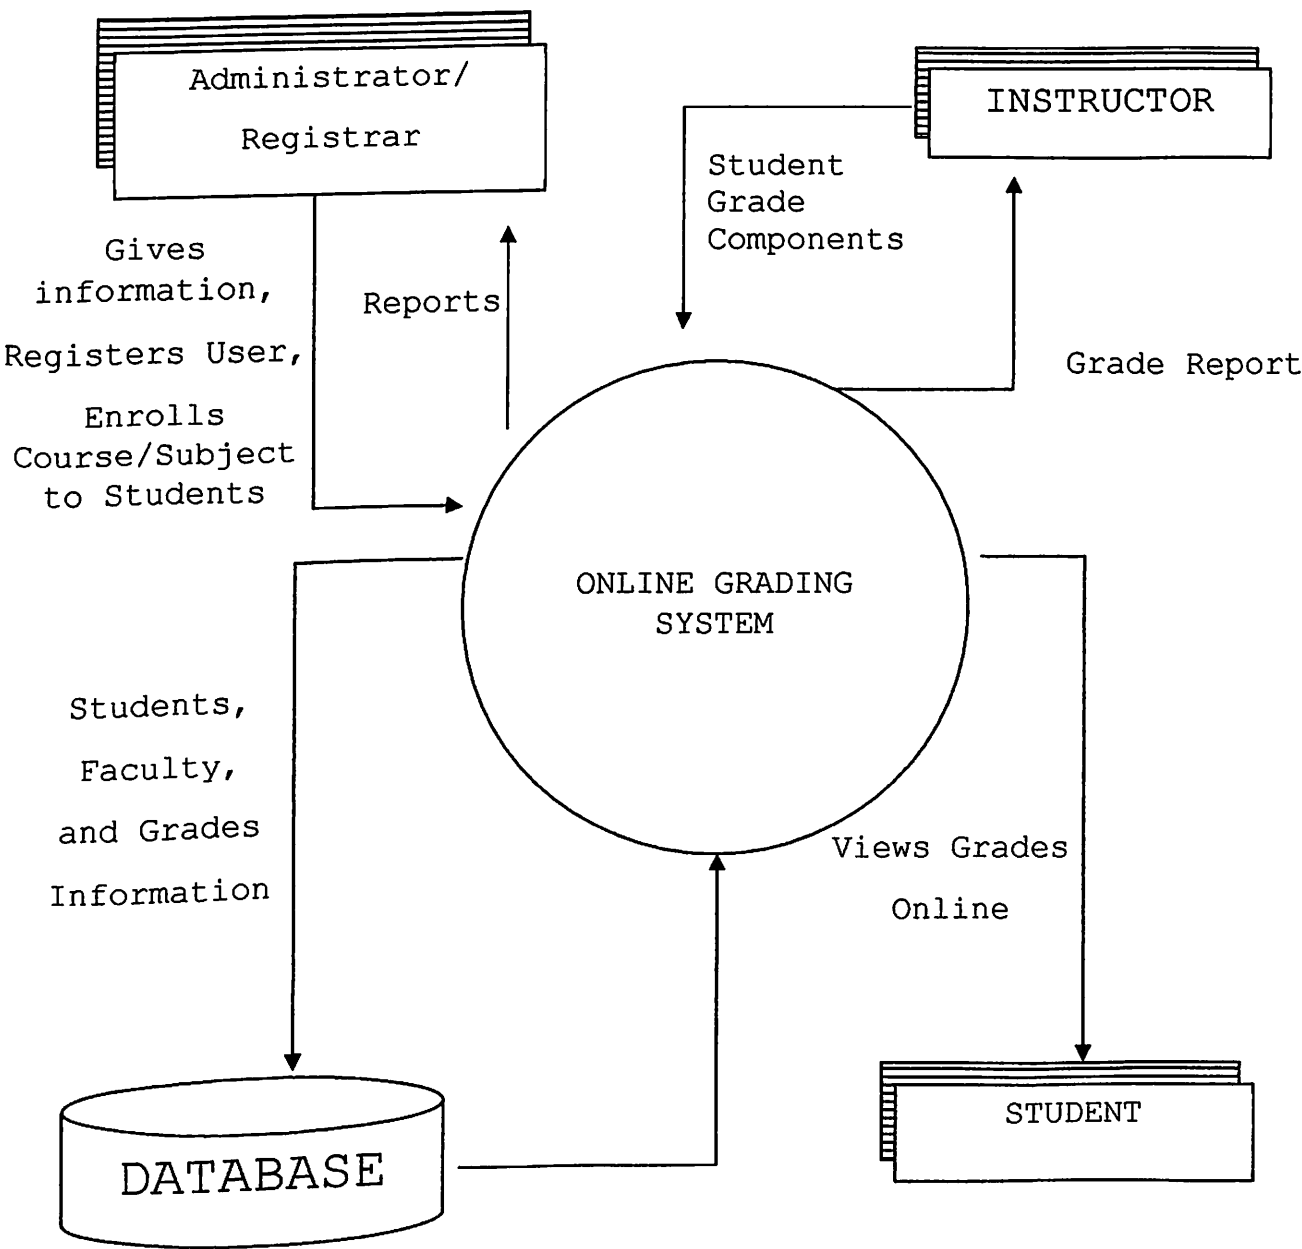 Administrator/
Registrar
INSTRUCTOR
Student
Grade
Components
Gives
information,
Registers User,
Enrolls
Course/Subject
to Students
Reports
Grade Report
ONLINE GRADING
SYSTEM
Students,
Faculty,
and Grades
Information
Views Grades
Online
DATABASE
STUDENT